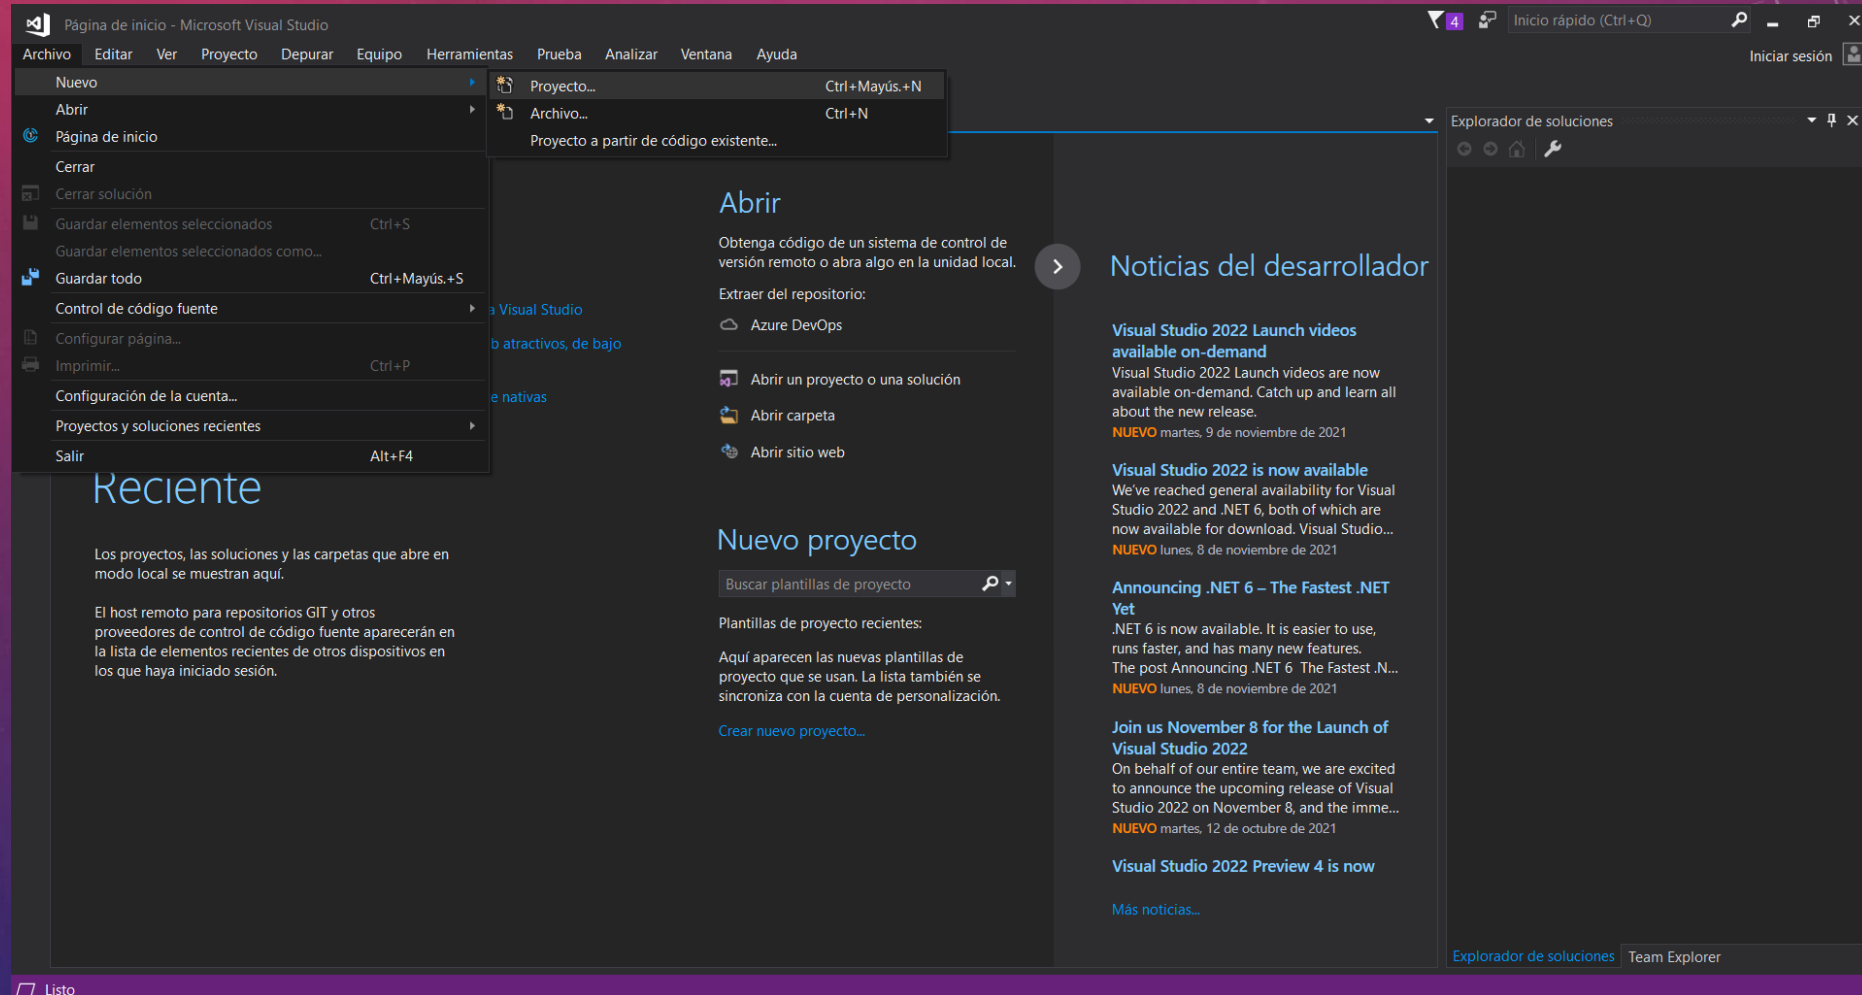 Página de inicio - Microsoft Visual Studio
4
Inicio rápido (Ctrl+Q)
Archivo Editar Ver Proyecto Depurar Equipo Herramientas Prueba Analizar Ventana Ayuda
Iniciar sesión
Nuevo
Abrir
Página de inicio
Cerrar
Cerrar solución
Guardar elementos seleccionados Ctrl+S
Guardar elementos seleccionados como...
Guardar todo Ctrl+Mayús.+S
Control de código fuente
Configurar página...
Imprimir... Ctrl+P
Configuración de la cuenta...
Proyectos y soluciones recientes
Salir Alt+F4
Proyecto... Ctrl+Mayús.+N
Archivo... Ctrl+N
Proyecto a partir de código existente...
a Visual Studio
b atractivos, de bajo
e nativas
Reciente
Los proyectos, las soluciones y las carpetas que abre en
modo local se muestran aquí.
El host remoto para repositorios GIT y otros
proveedores de control de código fuente aparecerán en
la lista de elementos recientes de otros dispositivos en
los que haya iniciado sesión.
Abrir
Obtenga código de un sistema de control de
versión remoto o abra algo en la unidad local.
Extraer del repositorio:
Azure DevOps
Abrir un proyecto o una solución
Abrir carpeta
Abrir sitio web
Nuevo proyecto
Buscar plantillas de proyecto
Plantillas de proyecto recientes:
Aquí aparecen las nuevas plantillas de
proyecto que se usan. La lista también se
sincroniza con la cuenta de personalización.
Crear nuevo proyecto...
Noticias del desarrollador
Visual Studio 2022 Launch videos
available on-demand
Visual Studio 2022 Launch videos are now
available on-demand. Catch up and learn all
about the new release.
NUEVO martes, 9 de noviembre de 2021
Visual Studio 2022 is now available
We've reached general availability for Visual
Studio 2022 and .NET 6, both of which are
now available for download. Visual Studio...
NUEVO lunes, 8 de noviembre de 2021
Announcing .NET 6 – The Fastest .NET
Yet
.NET 6 is now available. It is easier to use,
runs faster, and has many new features.
The post Announcing .NET 6 The Fastest .N...
NUEVO lunes, 8 de noviembre de 2021
Join us November 8 for the Launch of
Visual Studio 2022
On behalf of our entire team, we are excited
to announce the upcoming release of Visual
Studio 2022 on November 8, and the imme...
NUEVO martes, 12 de octubre de 2021
Visual Studio 2022 Preview 4 is now
Más noticias...
Explorador de soluciones
Explorador de soluciones Team Explorer
Listo